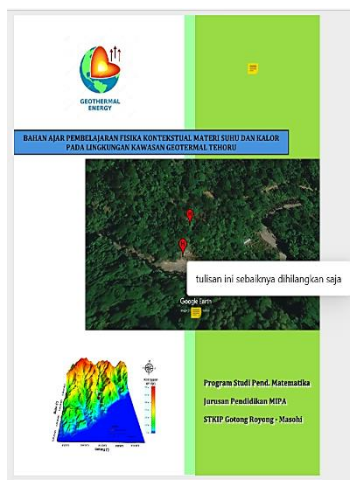 GEOTHERMAL
ENERGY
BAHAN AJAR PEMBELAJARAN FISIKA KONTEKSTUAL MATERI SUHU DAN KALOR
PADA LINGKUNGAN KAWASAN GEOTERMAL TEHORU
tulisan ini sebaiknya dihilangkan saja
Google Earth
Program Studi Pend. Matematika
Jurusan Pendidikan MIPA
STKIP Gotong Royong - Masohi